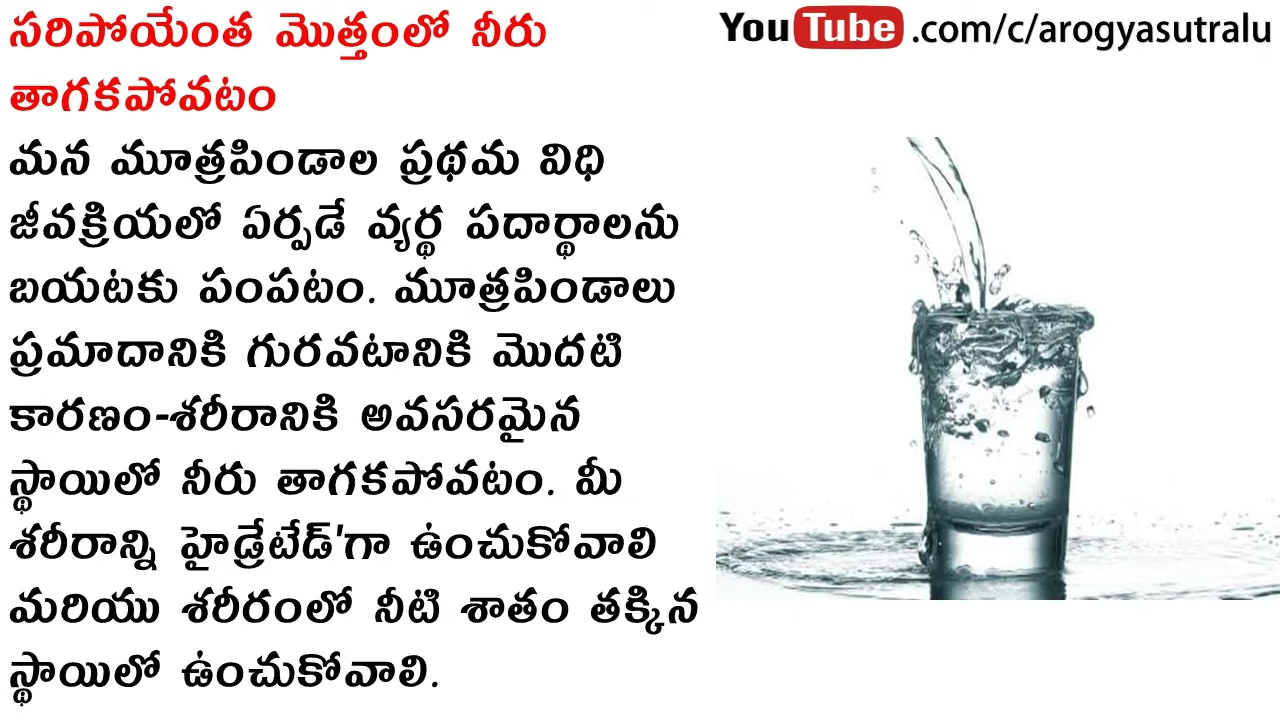 సరిపోయేంత మొత్తంలో నీరు
తాగకపోవటం
మన మూత్రపిండాల ప్రథమ విధి
జీవక్రియలో ఏర్పడే వ్యర్థ పదార్థాలను
బయటకు పంపటం. మూత్రపిండాలు
ప్రమాదానికి గురవటానికి మొదటి
కారణం-శరీరానికి అవసరమైన
స్థాయిలో నీరు తాగకపోవటం. మీ
శరీరాన్ని హైడ్రేటేడ్'గా ఉంచుకోవాలి
మరియు శరీరంలో నీటి శాతం తక్కిన
స్థాయిలో ఉంచుకోవాలి.
YouTube.com/c/arogyasutralu